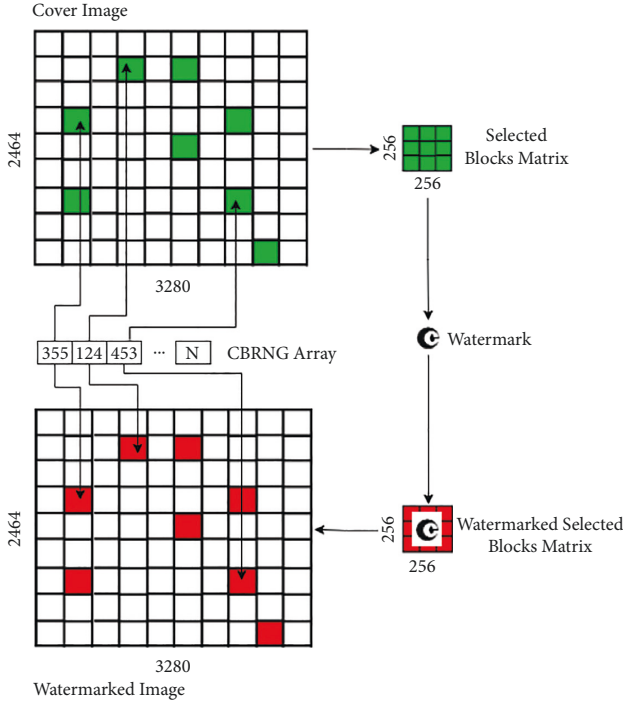 Cover Image
2464
3280
256
256
Selected
Blocks Matrix
355 124 453 ... N CBRNG Array
Watermark
2464
3280
256
256
Watermarked Selected
Blocks Matrix
Watermarked Image